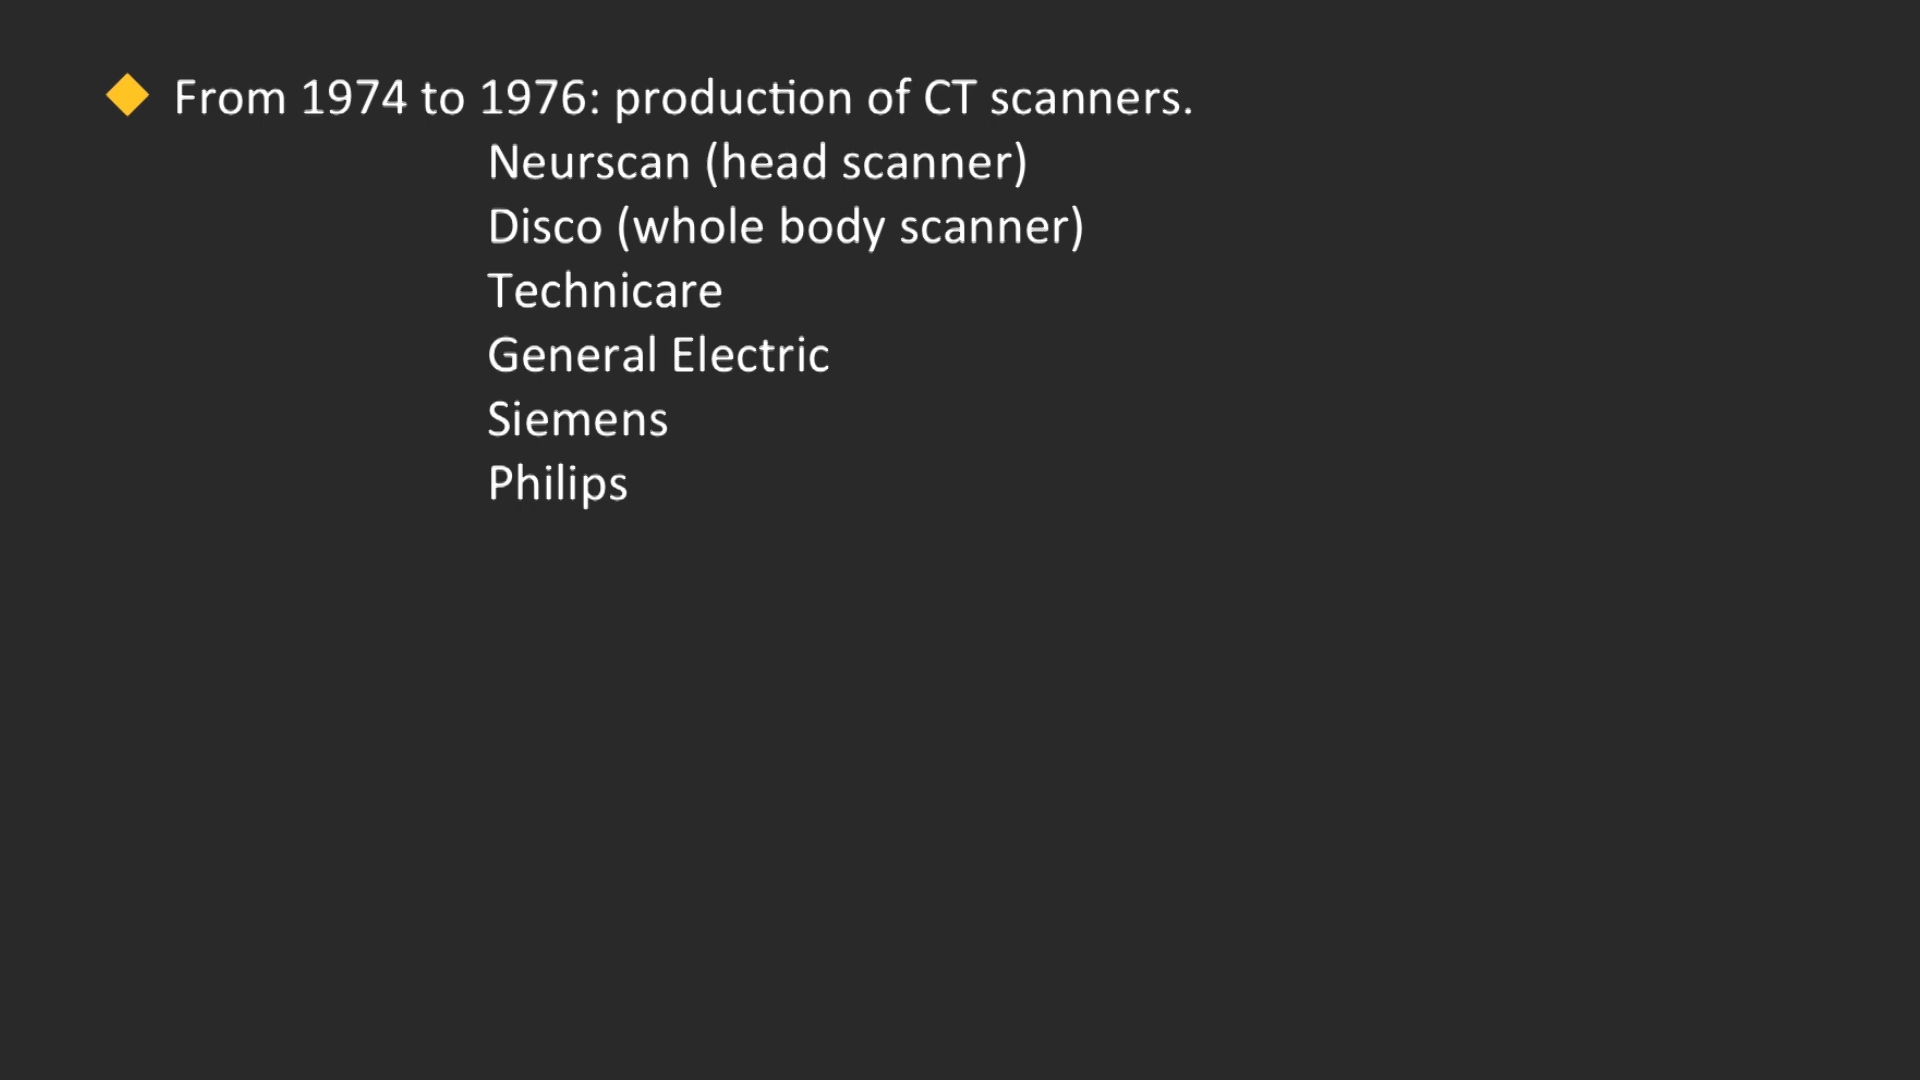 From 1974 to 1976: production of CT scanners.
Neurscan (head scanner)
Disco (whole body scanner)
Technicare
General Electric
Siemens
Philips